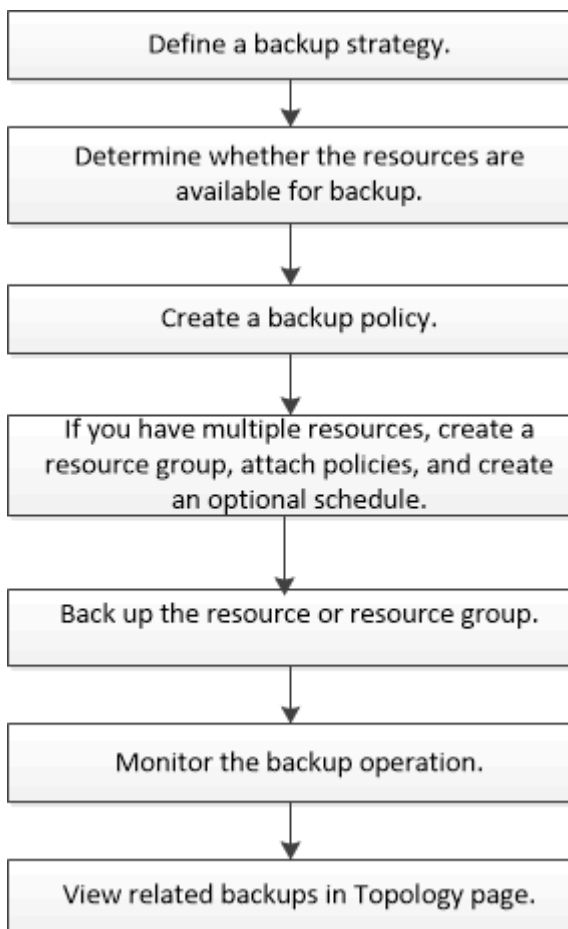 Define a backup strategy.
Determine whether the resources are
available for backup.
Create a backup policy.
If you have multiple resources, create a
resource group, attach policies, and create
an optional schedule.
Back up the resource or resource group.
Monitor the backup operation.
View related backups in Topology page.